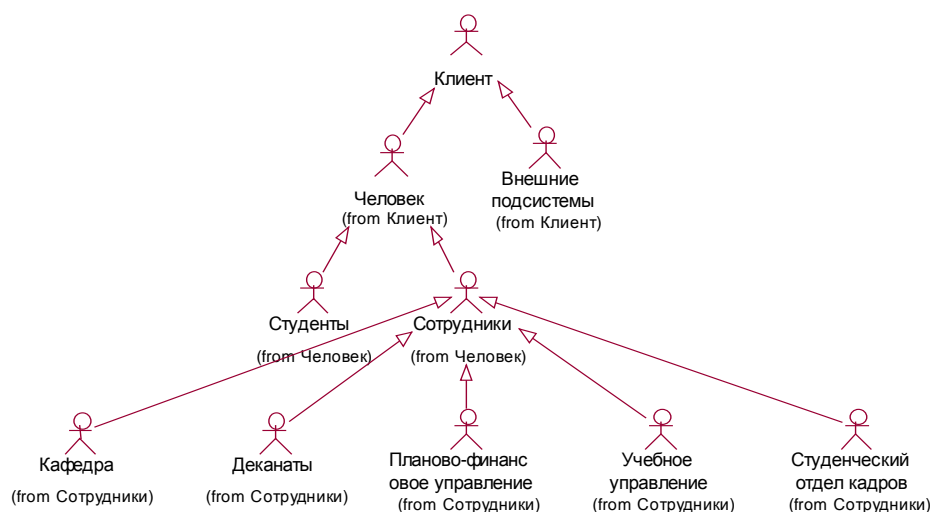 Клиент
Человек
(from Клиент)
Внешние
подсистемы
(from Клиент)
Студенты
(from Человек)
Сотрудники
(from Человек)
Кафедра
(from Сотрудники)
Деканаты
(from Сотрудники)
Планово-финанс
овое управление
(from Сотрудники)
Учебное
управление
(from Сотрудники)
Студенческий
отдел кадров
(from Сотрудники)